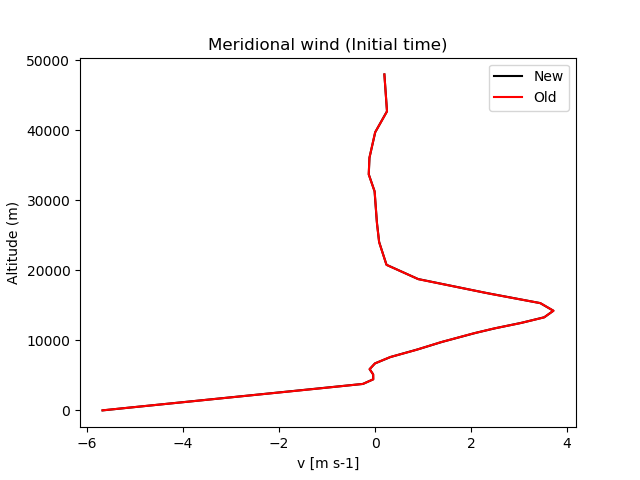 Meridional wind (Initial time)
New
Old
Altitude (m)
50000
40000
30000
20000
10000
0
−6
−4
−2
0
2
4
v [m s-1]